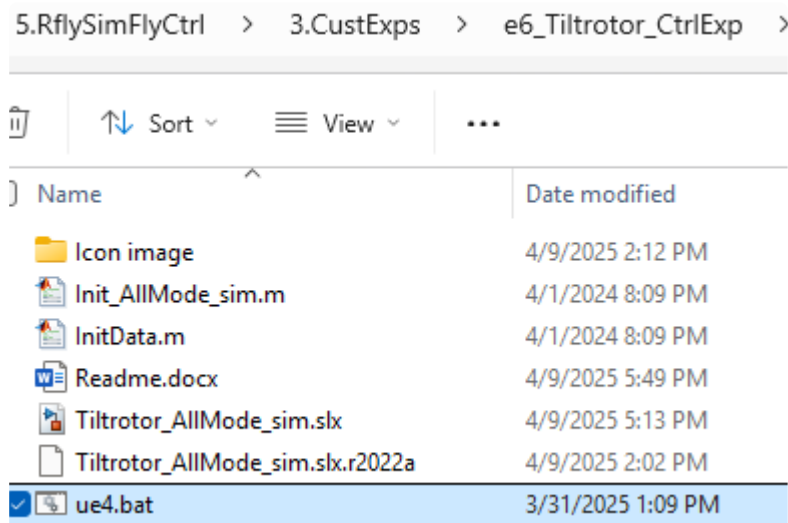 5.RflySimFlyCtrl > 3.CustExps > e6_Tiltrotor_CtrlExp >
Sort View ...
Name Date modified
Icon image 4/9/2025 2:12 PM
Init_AllMode_sim.m 4/1/2024 8:09 PM
InitData.m 4/1/2024 8:09 PM
Readme.docx 4/9/2025 5:49 PM
Tiltrotor_AllMode_sim.slx 4/9/2025 5:13 PM
Tiltrotor_AllMode_sim.slx.r2022a 4/9/2025 2:02 PM
ue4.bat 3/31/2025 1:09 PM